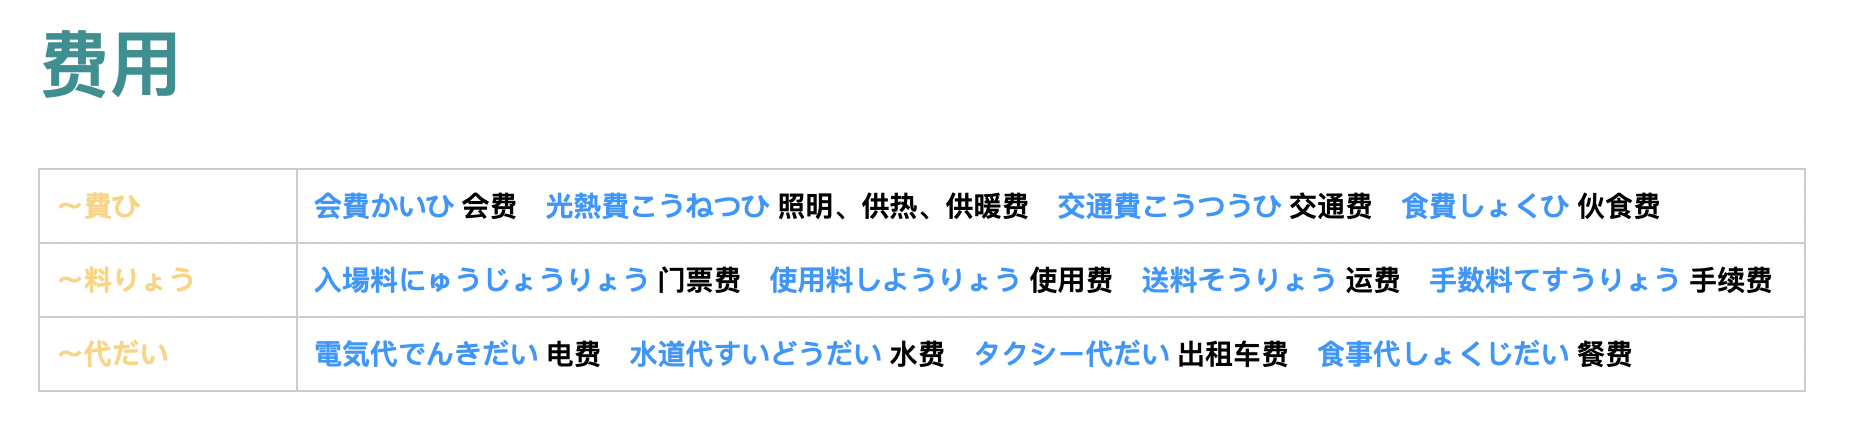 费用
～費ひ 会費かいひ 会费 光熱費こうねつひ 照明、供热、供暖费 交通費こうつうひ 交通费 食費しょくひ 伙食费
～料りょう 入場料にゅうじょうりょう 门票费 使用料しようりょう 使用费 送料そうりょう 运费 手数料てすうりょう 手续费
～代だい 電気代でんきだい 电费 水道代すいどうだい 水费 タクシー代だい 出租车费 食事代しょくじだい 餐费